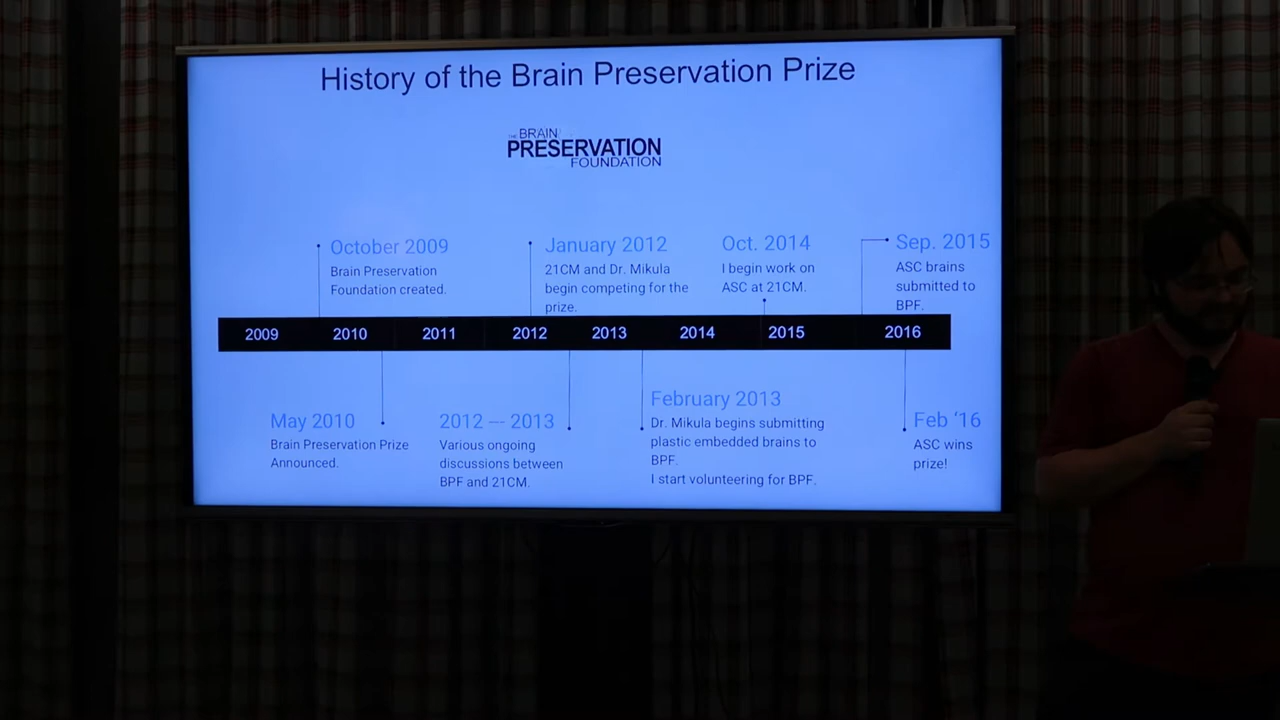 History of the Brain Preservation Prize
THE BRAIN
PRESERVATION
FOUNDATION
October 2009
Brain Preservation
Foundation created.
January 2012
21CM and Dr. Mikula
begin competing for the
prize.
Oct. 2014
I begin work on
ASC at 21CM.
Sep. 2015
ASC brains
submitted to
BPF.
2009 2010 2011 2012 2013 2014 2015 2016
May 2010
Brain Preservation Prize
Announced.
2012 — 2013
Various ongoing
discussions between
BPF and 21CM.
February 2013
Dr. Mikula begins submitting
plastic embedded brains to
BPF.
I start volunteering for BPF.
Feb ‘16
ASC wins
prize!